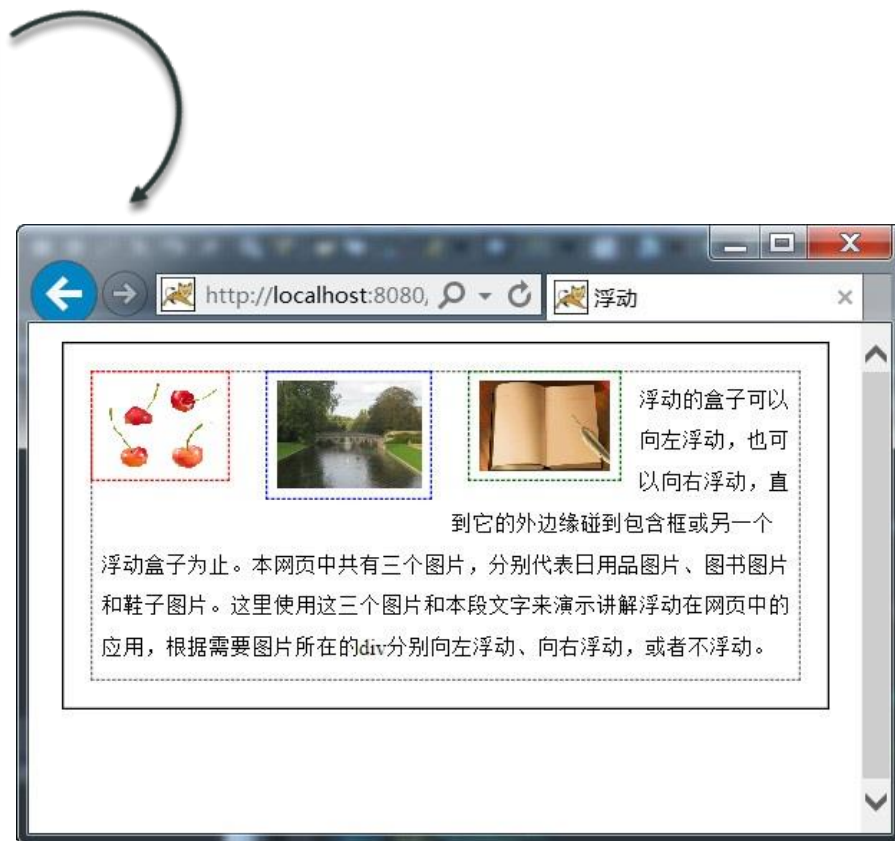 http://localhost:8080,
浮动
浮动的盒子可以
向左浮动，也可
以向右浮动，直
到它的外边缘碰到包含框或另一个
浮动盒子为止。本网页中共有三个图片，分别代表日用品图片、图书图片
和鞋子图片。这里使用这三个图片和本段文字来演示讲解浮动在网页中的
应用，根据需要图片所在的div分别向左浮动、向右浮动，或者不浮动。